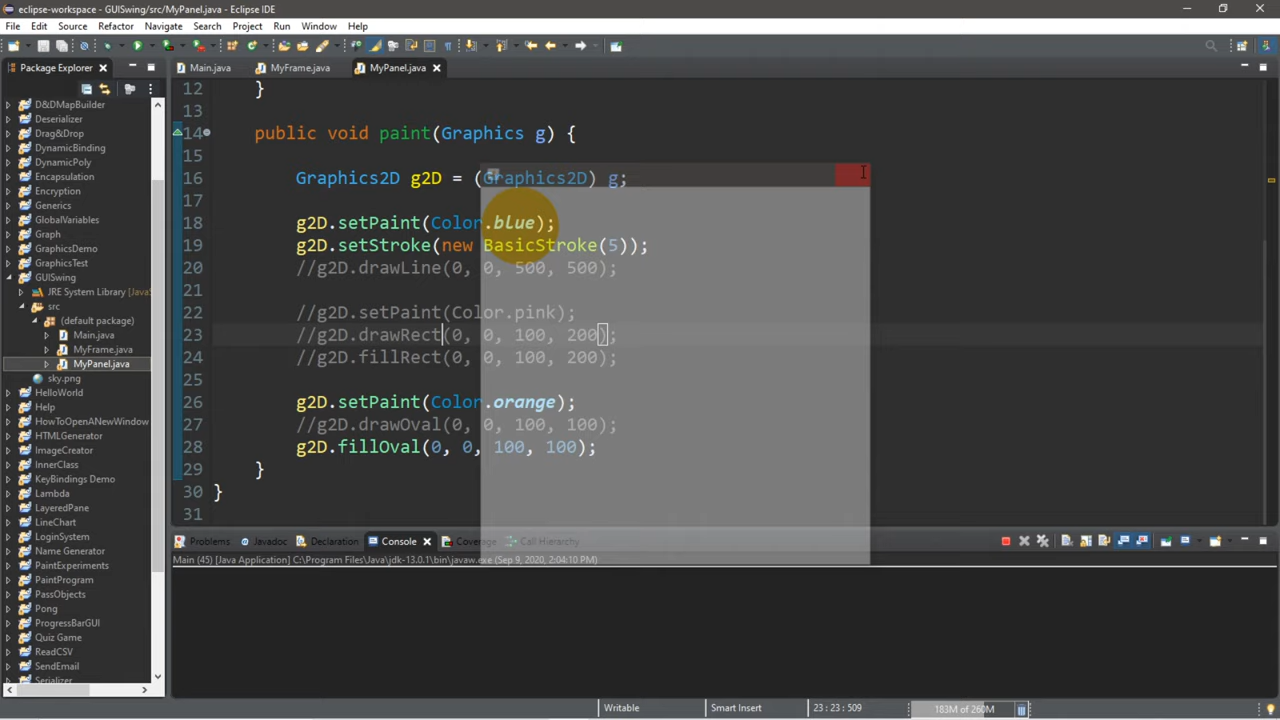 eclipse-workspace - GUISwing/src/MyPanel.java - Eclipse IDE
File Edit Source Refactor Navigate Search Project Run Window Help
Package Explorer
Main.java MyFrame.java MyPanel.java
D&DMapBuilder
Deserializer
Drag&Drop
DynamicBinding
DynamicPoly
Encapsulation
Encryption
Generics
GlobalVariables
Graph
GraphicsDemo
GraphicsTest
GUISwing
JRE System Library [JavaS
src
(default package)
Main.java
MyFrame.java
MyPanel.java
sky.png
HelloWorld
Help
HowToOpenANewWindow
HTMLGenerator
ImageCreator
InnerClass
KeyBindings Demo
Lambda
LayeredPane
LineChart
LoginSystem
Name Generator
PaintExperiments
PaintProgram
PassObjects
Pong
ProgressBarGUI
Quiz Game
ReadCSV
SendEmail
Serializer
12 }
13
14 public void paint(Graphics g) {
15
16 Graphics2D g2D = (Graphics2D) g;
17
18 g2D.setPaint(Color.blue);
19 g2D.setStroke(new BasicStroke(5));
20 //g2D.drawLine(0, 0, 500, 500);
21
22 //g2D.setPaint(Color.pink);
23 //g2D.drawRect(0, 0, 100, 200);
24 //g2D.fillRect(0, 0, 100, 200);
25
26 g2D.setPaint(Color.orange);
27 //g2D.drawOval(0, 0, 100, 100);
28 g2D.fillOval(0, 0, 100, 100);
29 }
30 }
31
Problems Javadoc Declaration Console Coverage Call Hierarchy
Main (45) [Java Application] C:\Program Files\Java\jdk-13.0.1\bin\javaw.exe (Sep 9, 2020, 2:04:10 PM)
Writable Smart Insert 23 : 23 : 509 183M of 260M